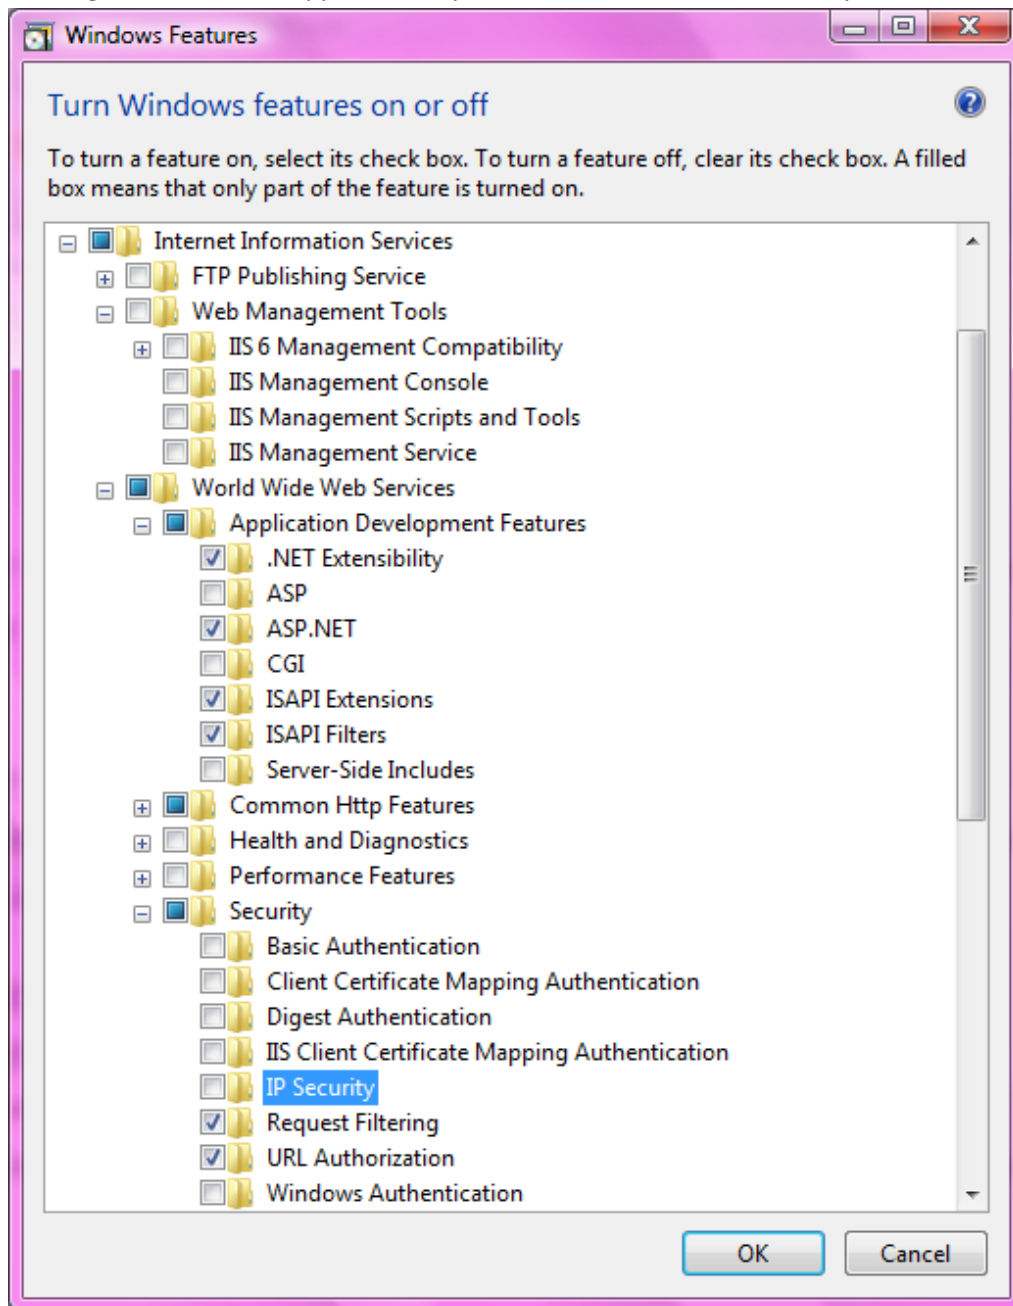 Windows Features
Turn Windows features on or off
To turn a feature on, select its check box. To turn a feature off, clear its check box. A filled
box means that only part of the feature is turned on.
Internet Information Services
FTP Publishing Service
Web Management Tools
IIS 6 Management Compatibility
IIS Management Console
IIS Management Scripts and Tools
IIS Management Service
World Wide Web Services
Application Development Features
.NET Extensibility
ASP
ASP.NET
CGI
ISAPI Extensions
ISAPI Filters
Server-Side Includes
Common Http Features
Health and Diagnostics
Performance Features
Security
Basic Authentication
Client Certificate Mapping Authentication
Digest Authentication
IIS Client Certificate Mapping Authentication
IP Security
Request Filtering
URL Authorization
Windows Authentication
OK Cancel